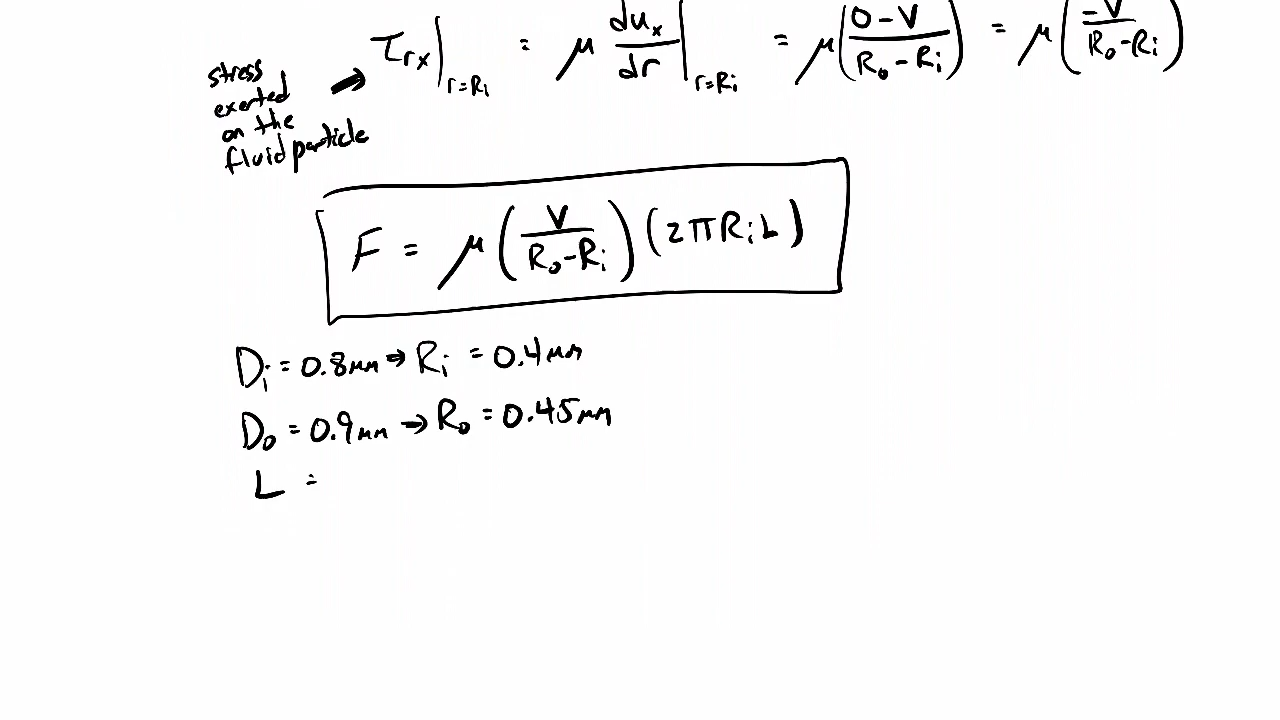 τrx|r=Ri = μ dux/dr|r=Ri = μ(0-V/Ro-Ri) = μ(-V/Ro-Ri)
stress
exerted
on the
fluid particle
F = μ(V/Ro-Ri)(2πRiL)
Di = 0.8mm → Ri = 0.4mm
Do = 0.9mm → Ro = 0.45mm
L =